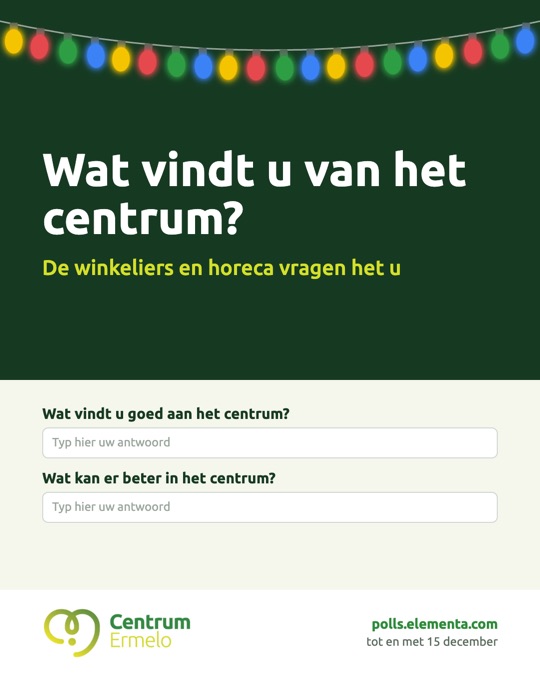 Wat vindt u van het
centrum?
De winkeliers en horeca vragen het u
Wat vindt u goed aan het centrum?
Typ hier uw antwoord
Wat kan er beter in het centrum?
Typ hier uw antwoord
Centrum
Ermelo
polls.elementa.com
tot en met 15 december